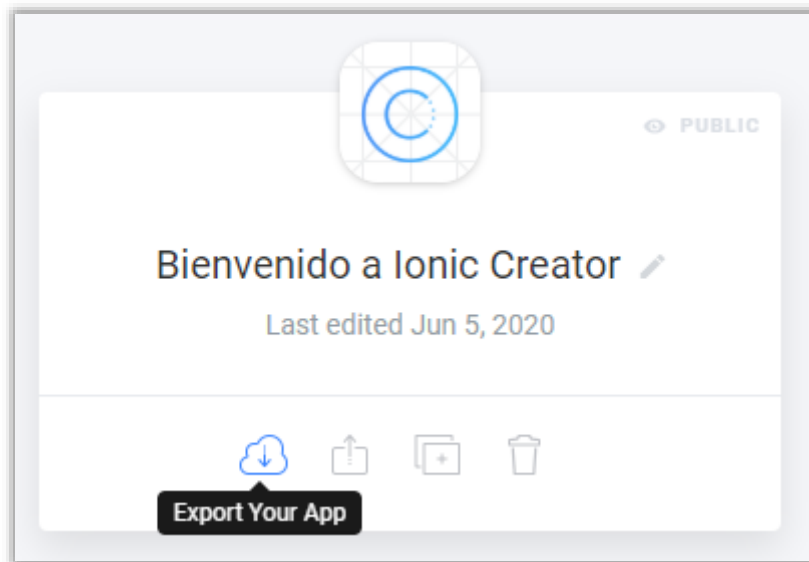 PUBLIC
Bienvenido a Ionic Creator
Last edited Jun 5, 2020
Export Your App